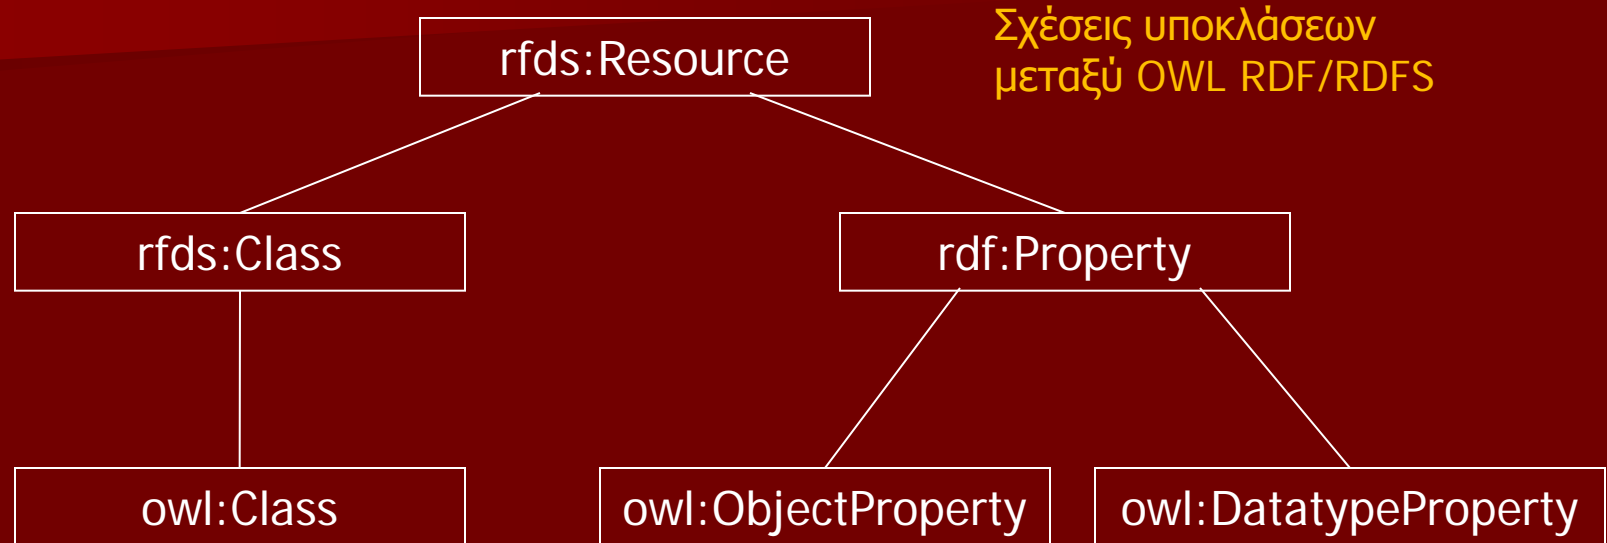 Σχέσεις υποκλάσεων
μεταξύ OWL RDF/RDFS
rfds:Resource
rfds:Class
rdf:Property
owl:Class
owl:ObjectProperty
owl:DatatypeProperty